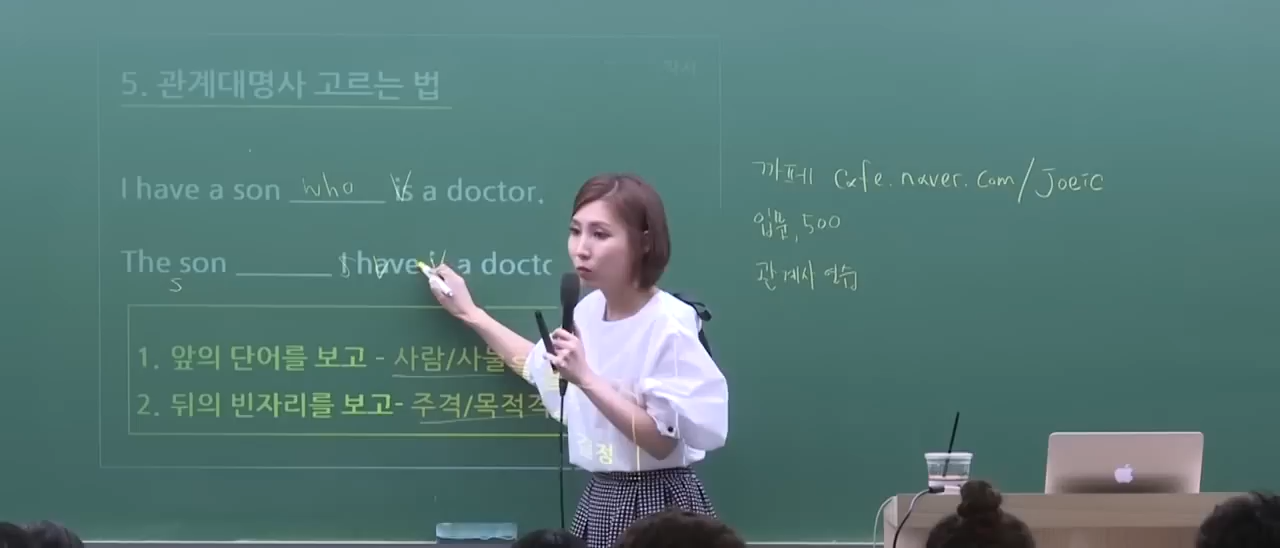 5. 관계대명사 고르는 법
I have a son who is a doctor.
V
The son I have is a
S S V V
1. 앞의 단어를 보고 - 사람/사물을
2. 뒤의 빈자리를 보고- 주격/목적격
결정
까페 cafe.naver.com/Joeic
입문, 500
관계사 연습